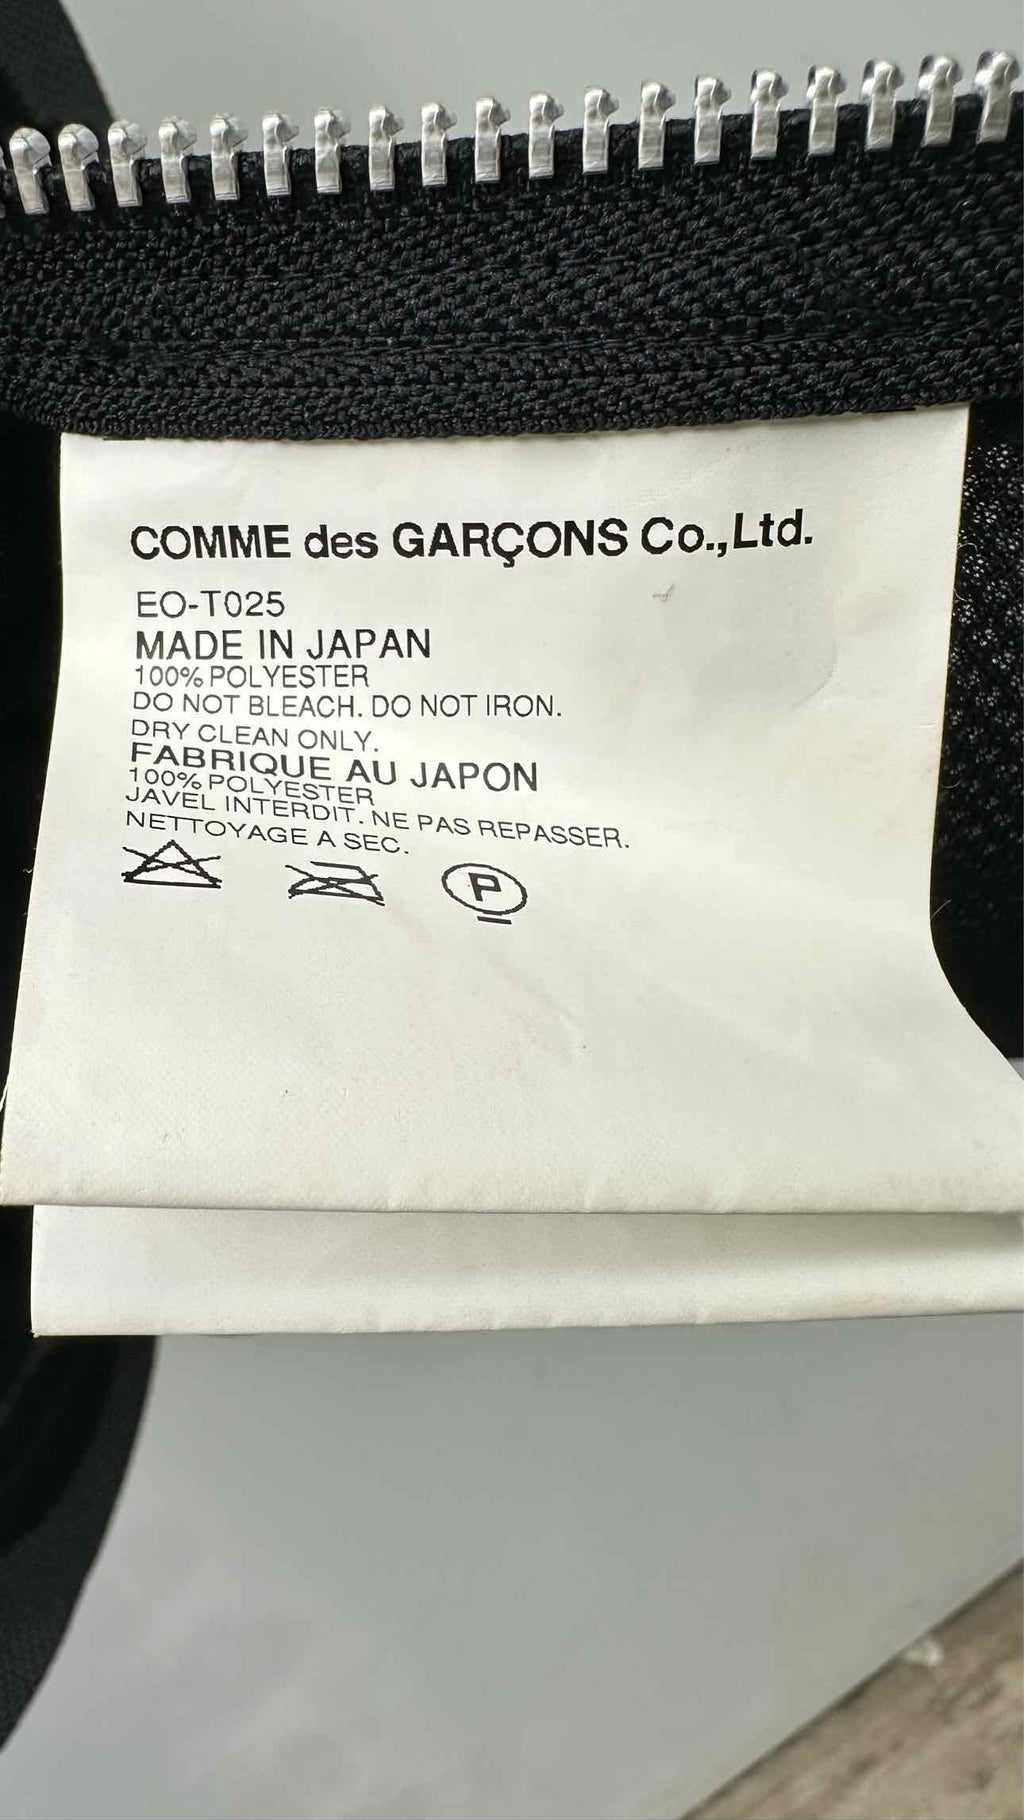 COMME des GARÇONS Co.,Ltd.
EO-T025
MADE IN JAPAN
100% POLYESTER
DO NOT BLEACH. DO NOT IRON.
DRY CLEAN ONLY.
FABRIQUE AU JAPON
100% POLYESTER
JAVEL INTERDIT. NE PAS REPASSER.
NETTOYAGE A SEC.
P